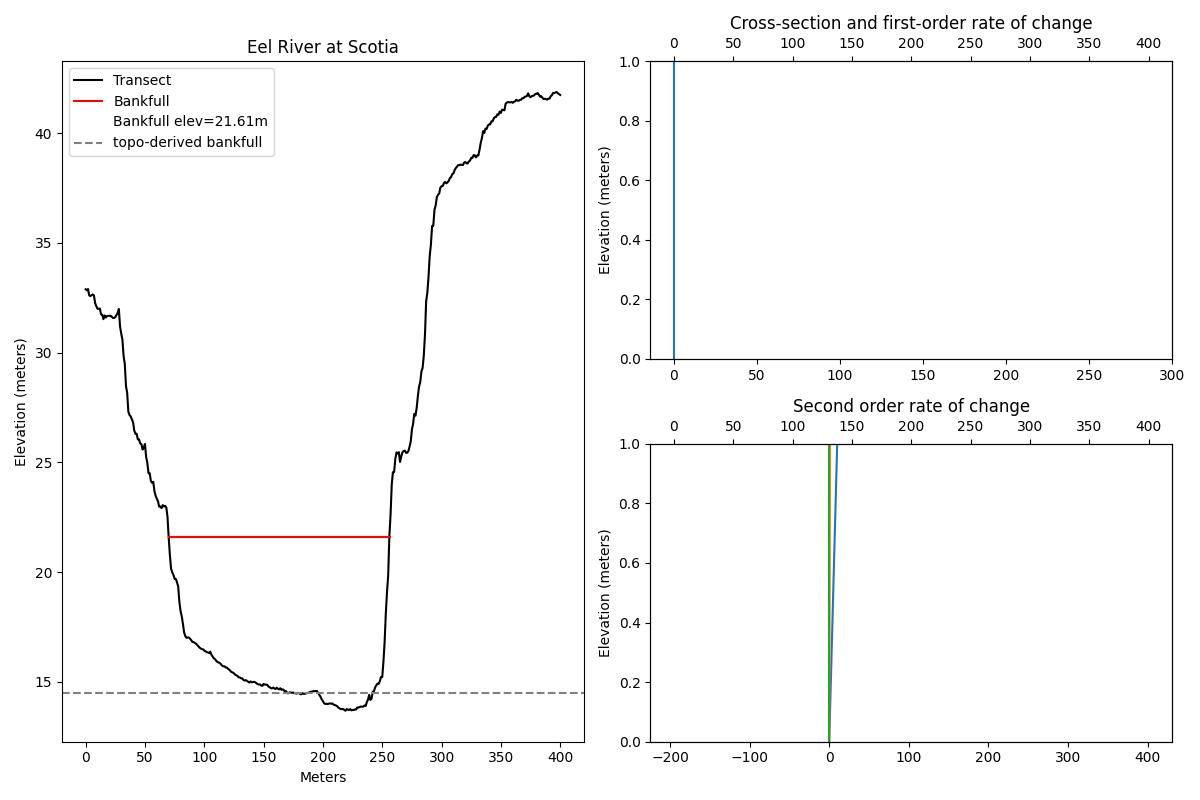 Eel River at Scotia
Transect
Bankfull
Bankfull elev=21.61m
topo-derived bankfull
Elevation (meters)
40
35
30
25
20
15
0 50 100 150 200 250 300 350 400
Meters
Cross-section and first-order rate of change
0 50 100 150 200 250 300 350 400
Elevation (meters)
1.0
0.8
0.6
0.4
0.2
0.0
0 50 100 150 200 250 300
Second order rate of change
0 50 100 150 200 250 300 350 400
Elevation (meters)
1.0
0.8
0.6
0.4
0.2
0.0
−200 −100 0 100 200 300 400